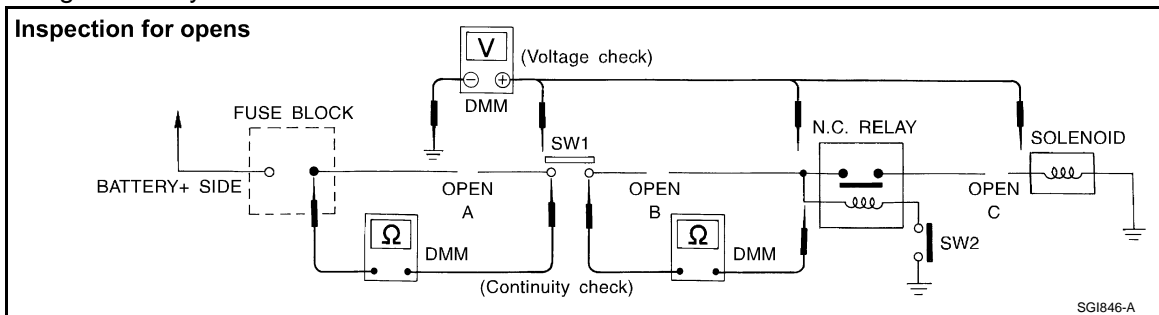 Inspection for opens
V
(Voltage check)
DMM
FUSE BLOCK
SW1
N.C. RELAY
SOLENOID
BATTERY+ SIDE
OPEN
A
OPEN
B
OPEN
C
Ω
DMM
Ω
DMM
SW2
(Continuity check)
SGI846-A